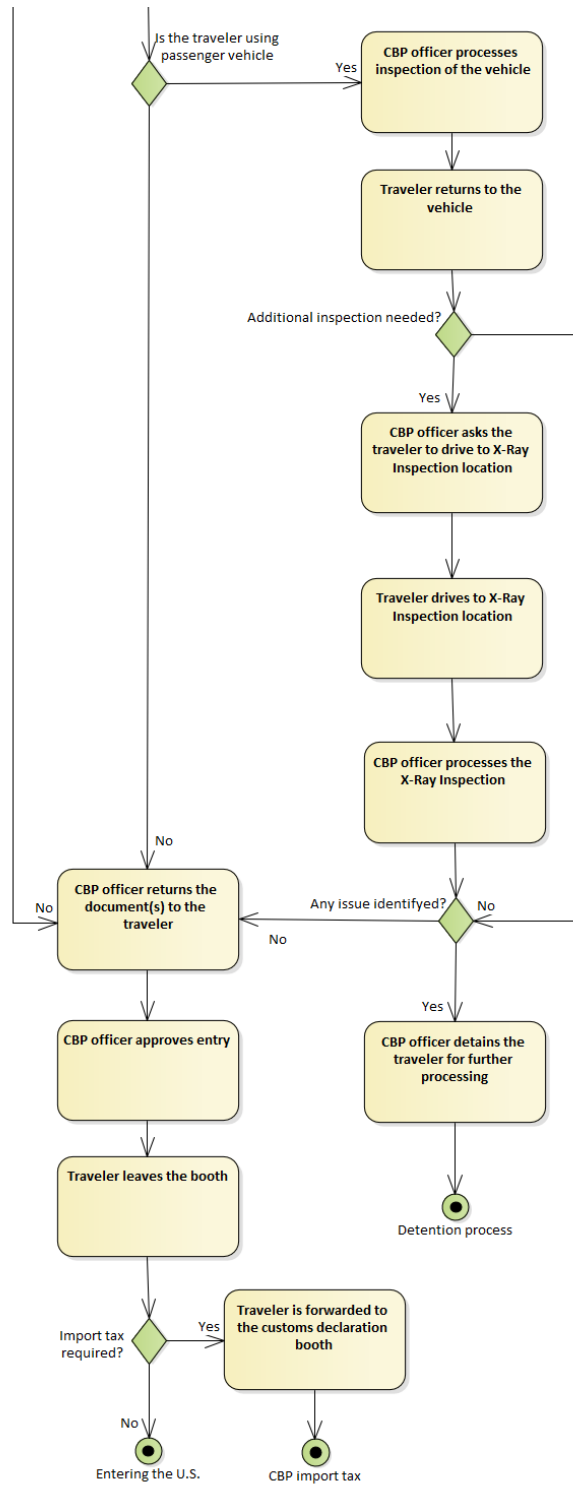 Is the traveler using
passenger vehicle
Yes
CBP officer processes
inspection of the vehicle
Traveler returns to the
vehicle
Additional inspection needed?
Yes
CBP officer asks the
traveler to drive to X-Ray
Inspection location
Traveler drives to X-Ray
Inspection location
CBP officer processes the
X-Ray Inspection
No
No
CBP officer returns the
document(s) to the
traveler
Any issue identifyed?
No
No
Yes
CBP officer approves entry
CBP officer detains the
traveler for further
processing
Traveler leaves the booth
Detention process
Import tax
required?
Yes
Traveler is forwarded to
the customs declaration
booth
No
Entering the U.S.
CBP import tax